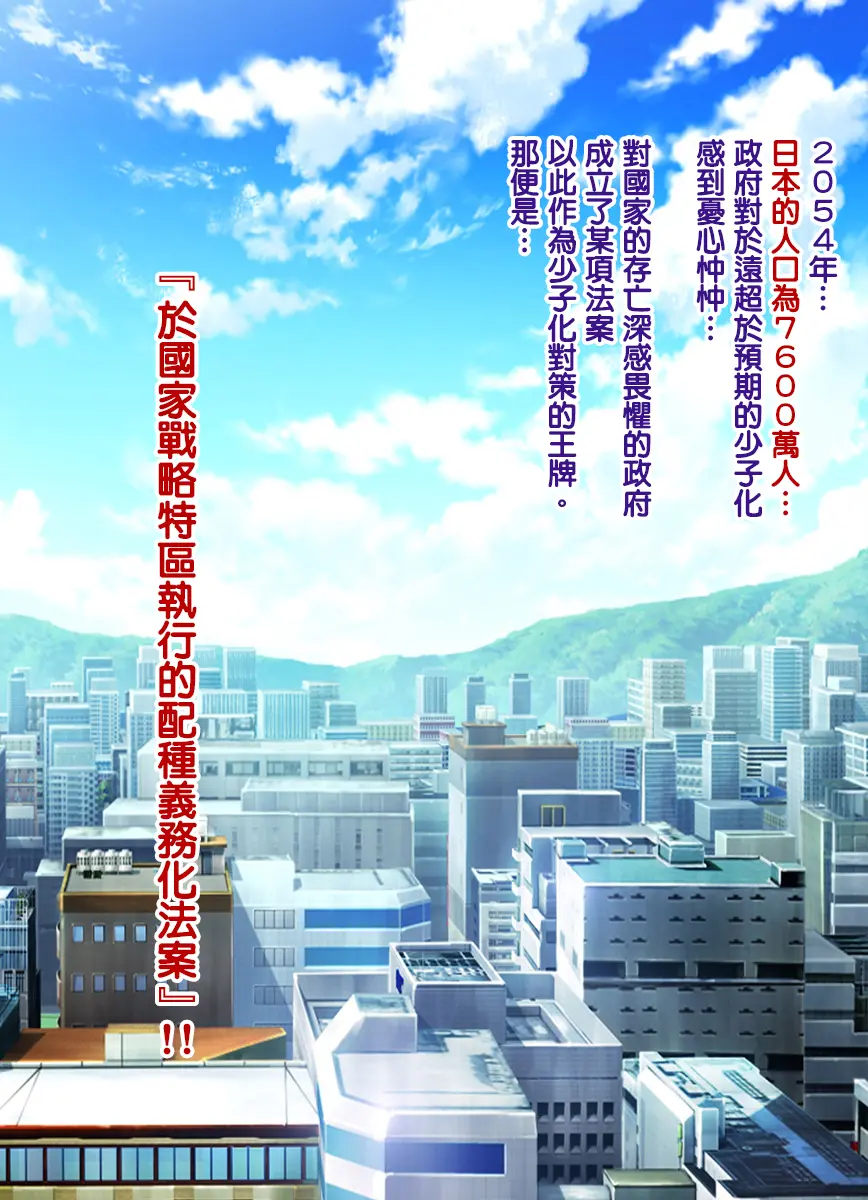 ２０５４年…
日本的人口為７６００萬人…
政府對於遠超於預期的少子化
感到憂心忡忡…
對國家的存亡深感畏懼的政府
成立了某項法案
以此作為少子化對策的王牌。
那便是…
『於國家戰略特區執行的配種義務化法案』!!